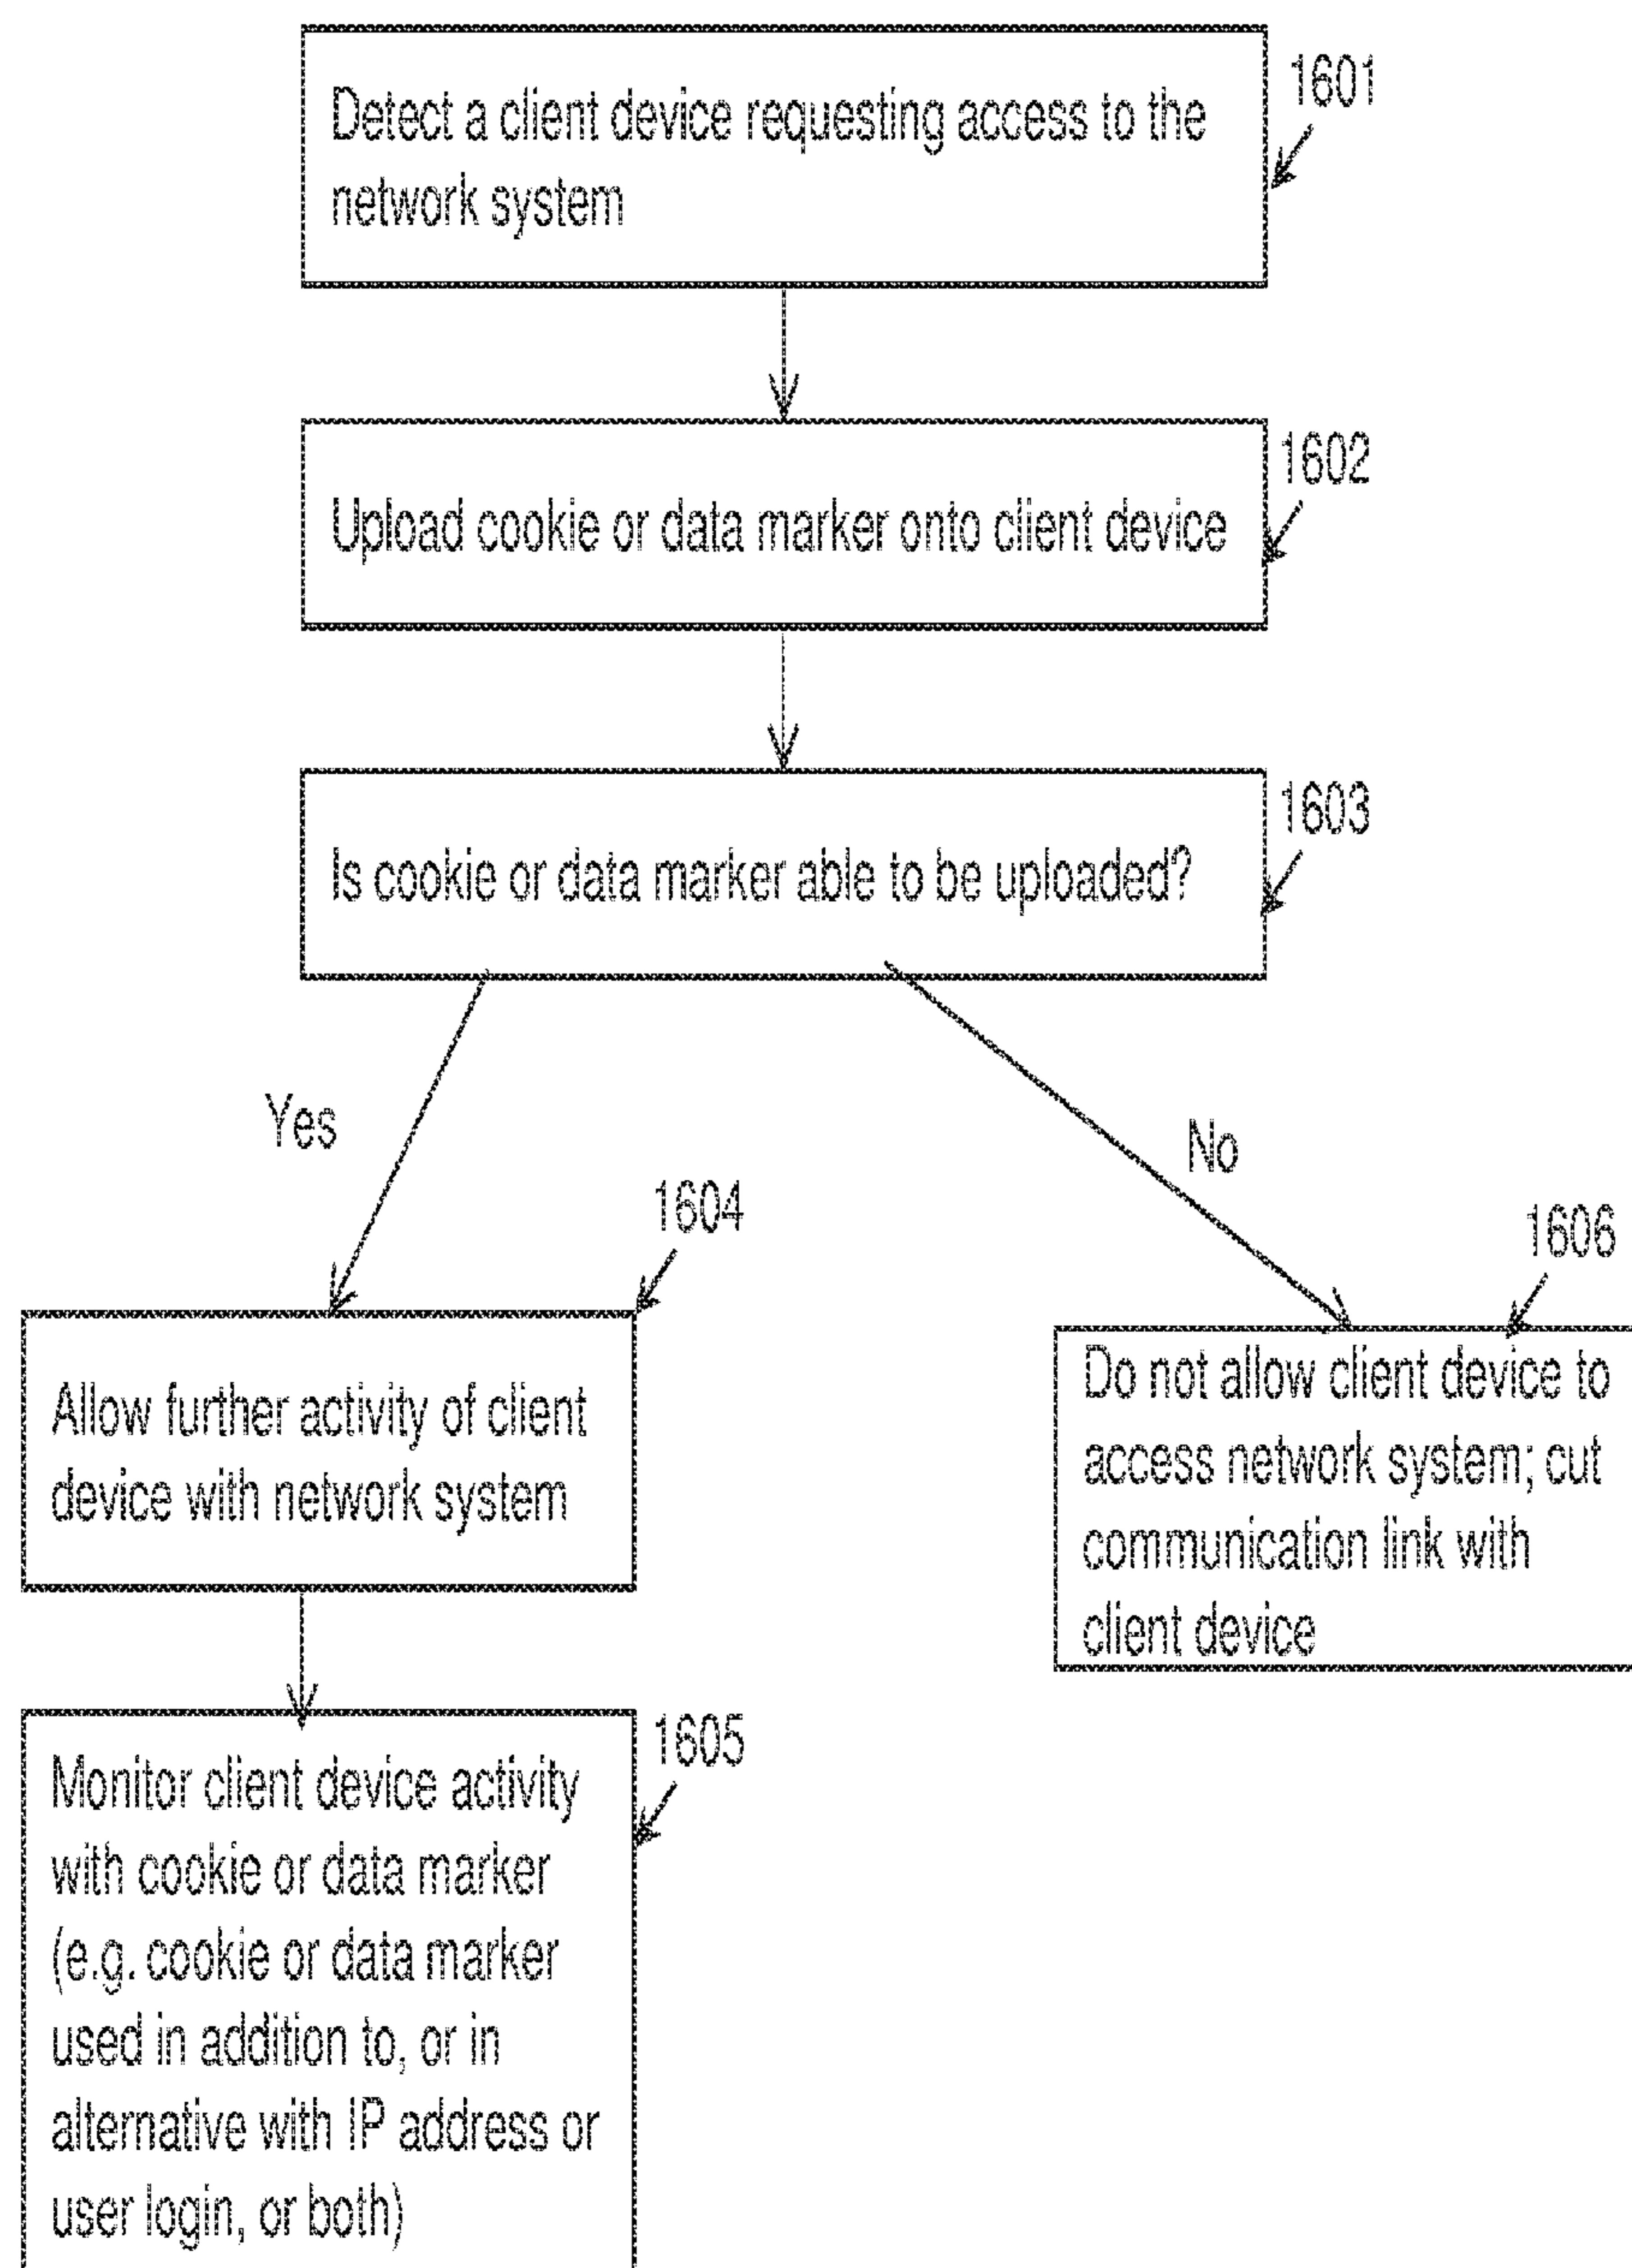 Detect a client device requesting access to the
network system
1601
Upload cookie or data marker onto client device
1602
Is cookie or data marker able to be uploaded?
1603
Yes
No
1604
Allow further activity of client
device with network system
1606
Do not allow client device to
access network system; cut
communication link with
client device
1605
Monitor client device activity
with cookie or data marker
(e.g. cookie or data marker
used in addition to, or in
alternative with IP address or
user login, or both)